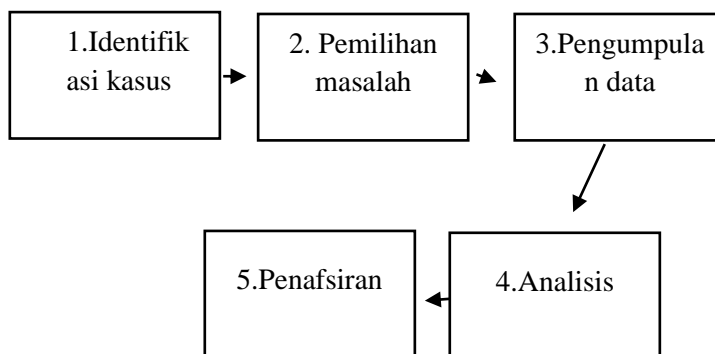 1.Identifik
asi kasus
2. Pemilihan
masalah
3.Pengumpula
n data
5.Penafsiran
4.Analisis